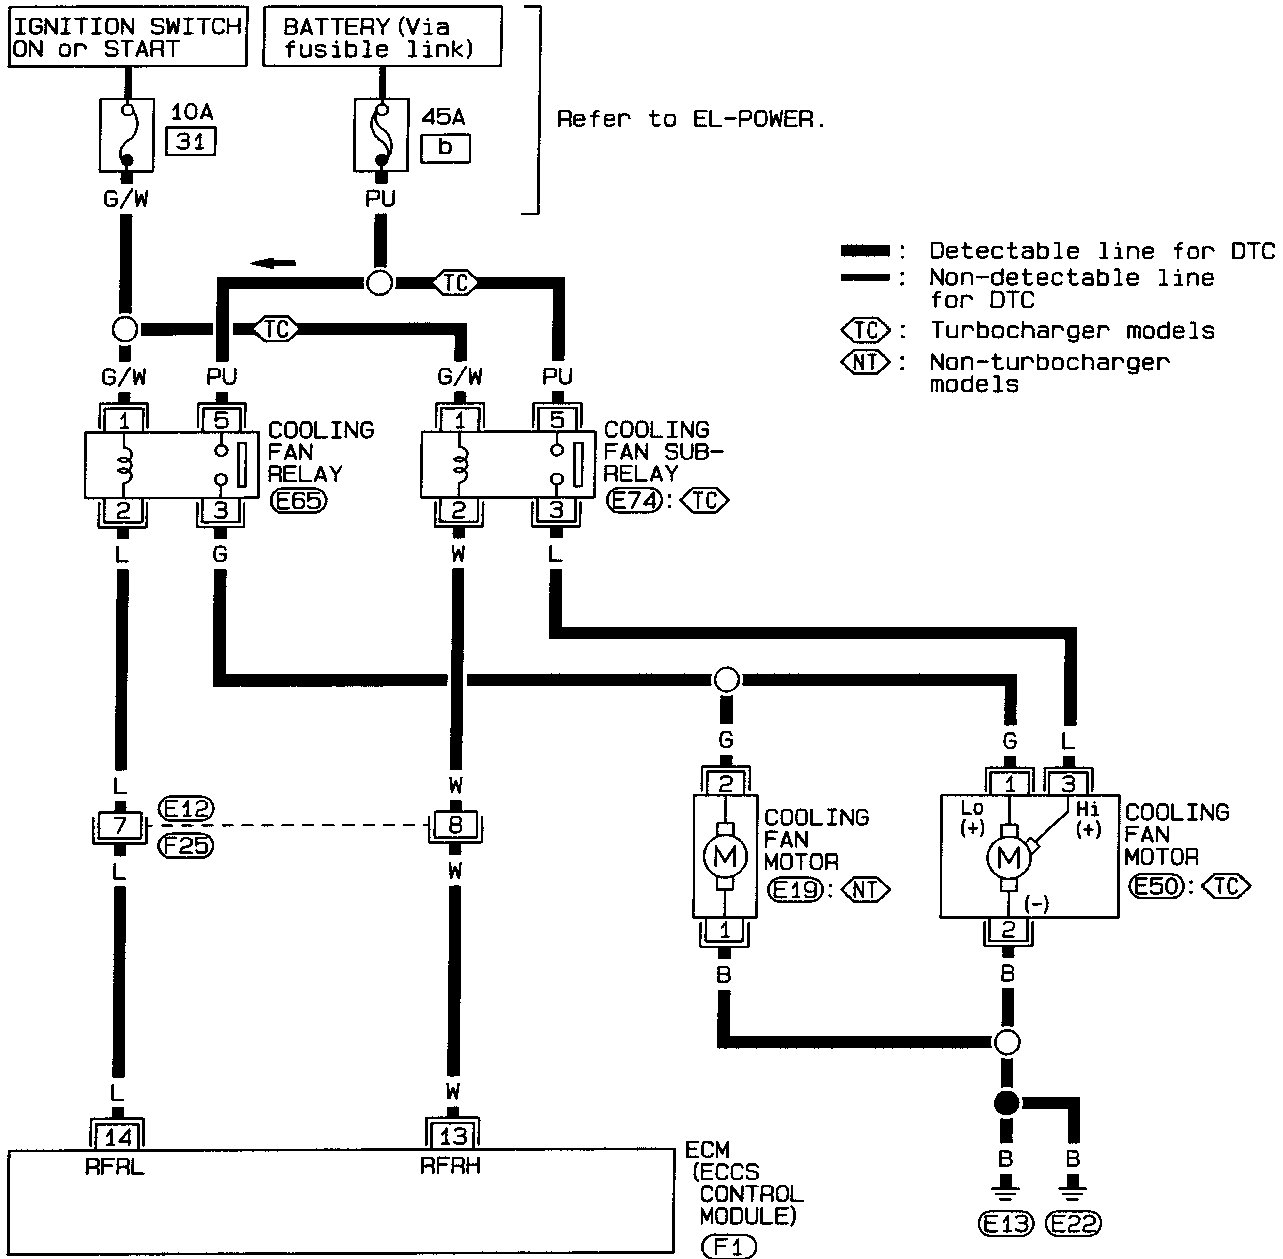 IGNITION SWITCH
ON or START
BATTERY (Via
fusible link)
10A
31
45A
b
Refer to EL-POWER.
G/W
PU
: Detectable line for DTC
: Non-detectable line
for DTC
TC : Turbocharger models
NT : Non-turbocharger
models
TC
TC
G/W
PU
G/W
PU
1
5
1
5
COOLING
FAN
RELAY
E65
COOLING
FAN SUB-
RELAY
E74 : TC
2
3
2
3
L
G
W
L
G
G
L
L
W
2
1
3
7
E12
F25
8
COOLING
FAN
MOTOR
E19 : NT
M
Lo
(+)
Hi
(+)
M
(-)
COOLING
FAN
MOTOR
E50 : TC
L
W
1
2
B
B
L
W
14
13
RFRL
RFRH
ECM
(ECCS
CONTROL
MODULE)
F1
B
B
E13
E22